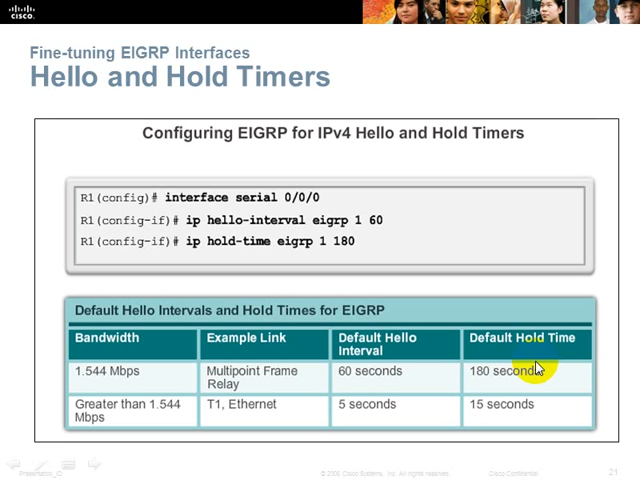 CISCO.
Fine-tuning EIGRP Interfaces
Hello and Hold Timers
Configuring EIGRP for IPv4 Hello and Hold Timers
R1(config)# interface serial 0/0/0
R1(config-if)# ip hello-interval eigrp 1 60
R1(config-if)# ip hold-time eigrp 1 180
Default Hello Intervals and Hold Times for EIGRP
Bandwidth Example Link Default Hello Interval Default Hold Time
1.544 Mbps Multipoint Frame Relay 60 seconds 180 seconds
Greater than 1.544 Mbps T1, Ethernet 5 seconds 15 seconds
Presentation_ID © 2008 Cisco Systems, Inc. All rights reserved. Cisco Confidential 21